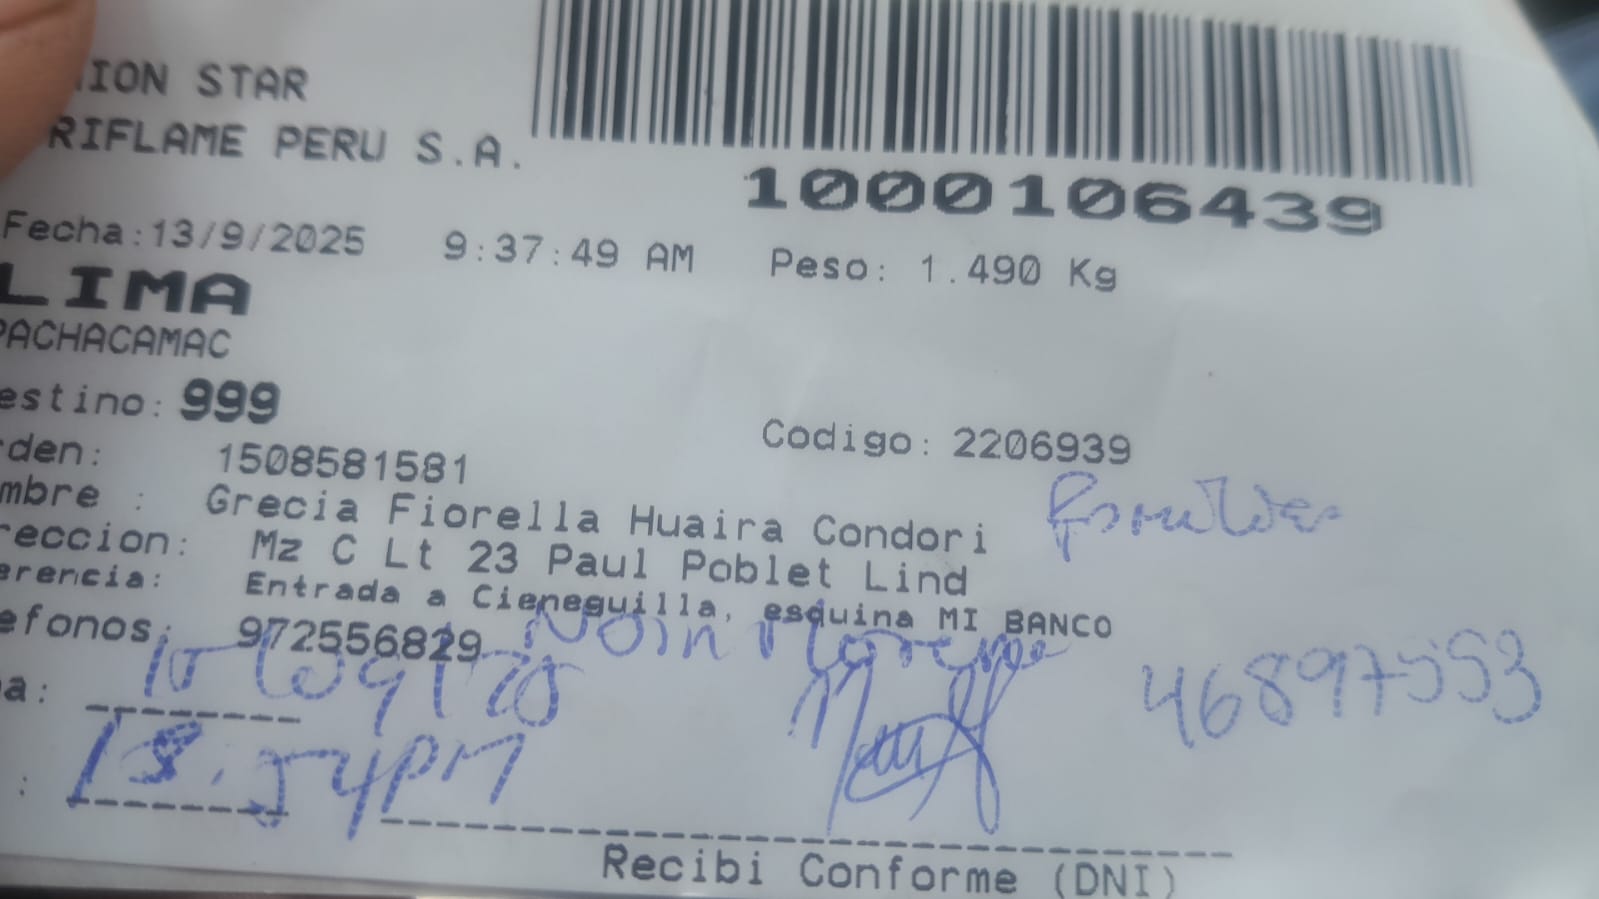 ION STAR
RIFLAME PERU S.A.
1000106439
Fecha:13/9/2025 9:37:49 AM Peso: 1.490 Kg
LIMA
PACHACAMAC
estino: 999
den: 1508581581 Codigo: 2206939
mbre : Grecia Fiorella Huaira Condori
reccion: Mz C Lt 23 Paul Poblet Lind
erencia: Entrada a Cieneguilla, esquina MI BANCO
efonos: 972556829
a: 46897553
:
Recibi Conforme (DNI)